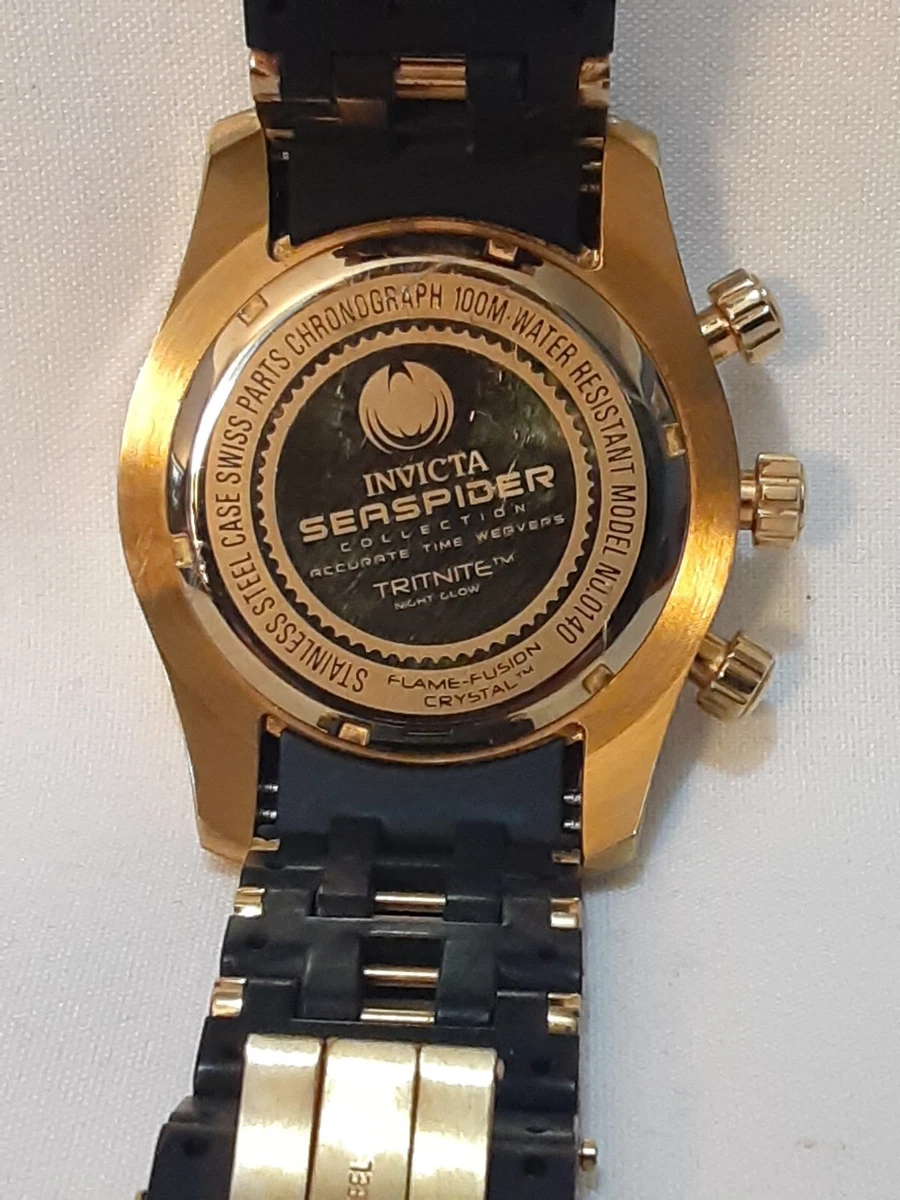 STAINLESS STEEL CASE SWISS PARTS CHRONOGRAPH 100M·WATER RESISTANT MODEL NO.0140
FLAME-FUSION
CRYSTAL™
INVICTA
SEASPIDER
COLLECTION
ACCURATE TIME WEAVERS
TRITNITE™
NIGHT GLOW